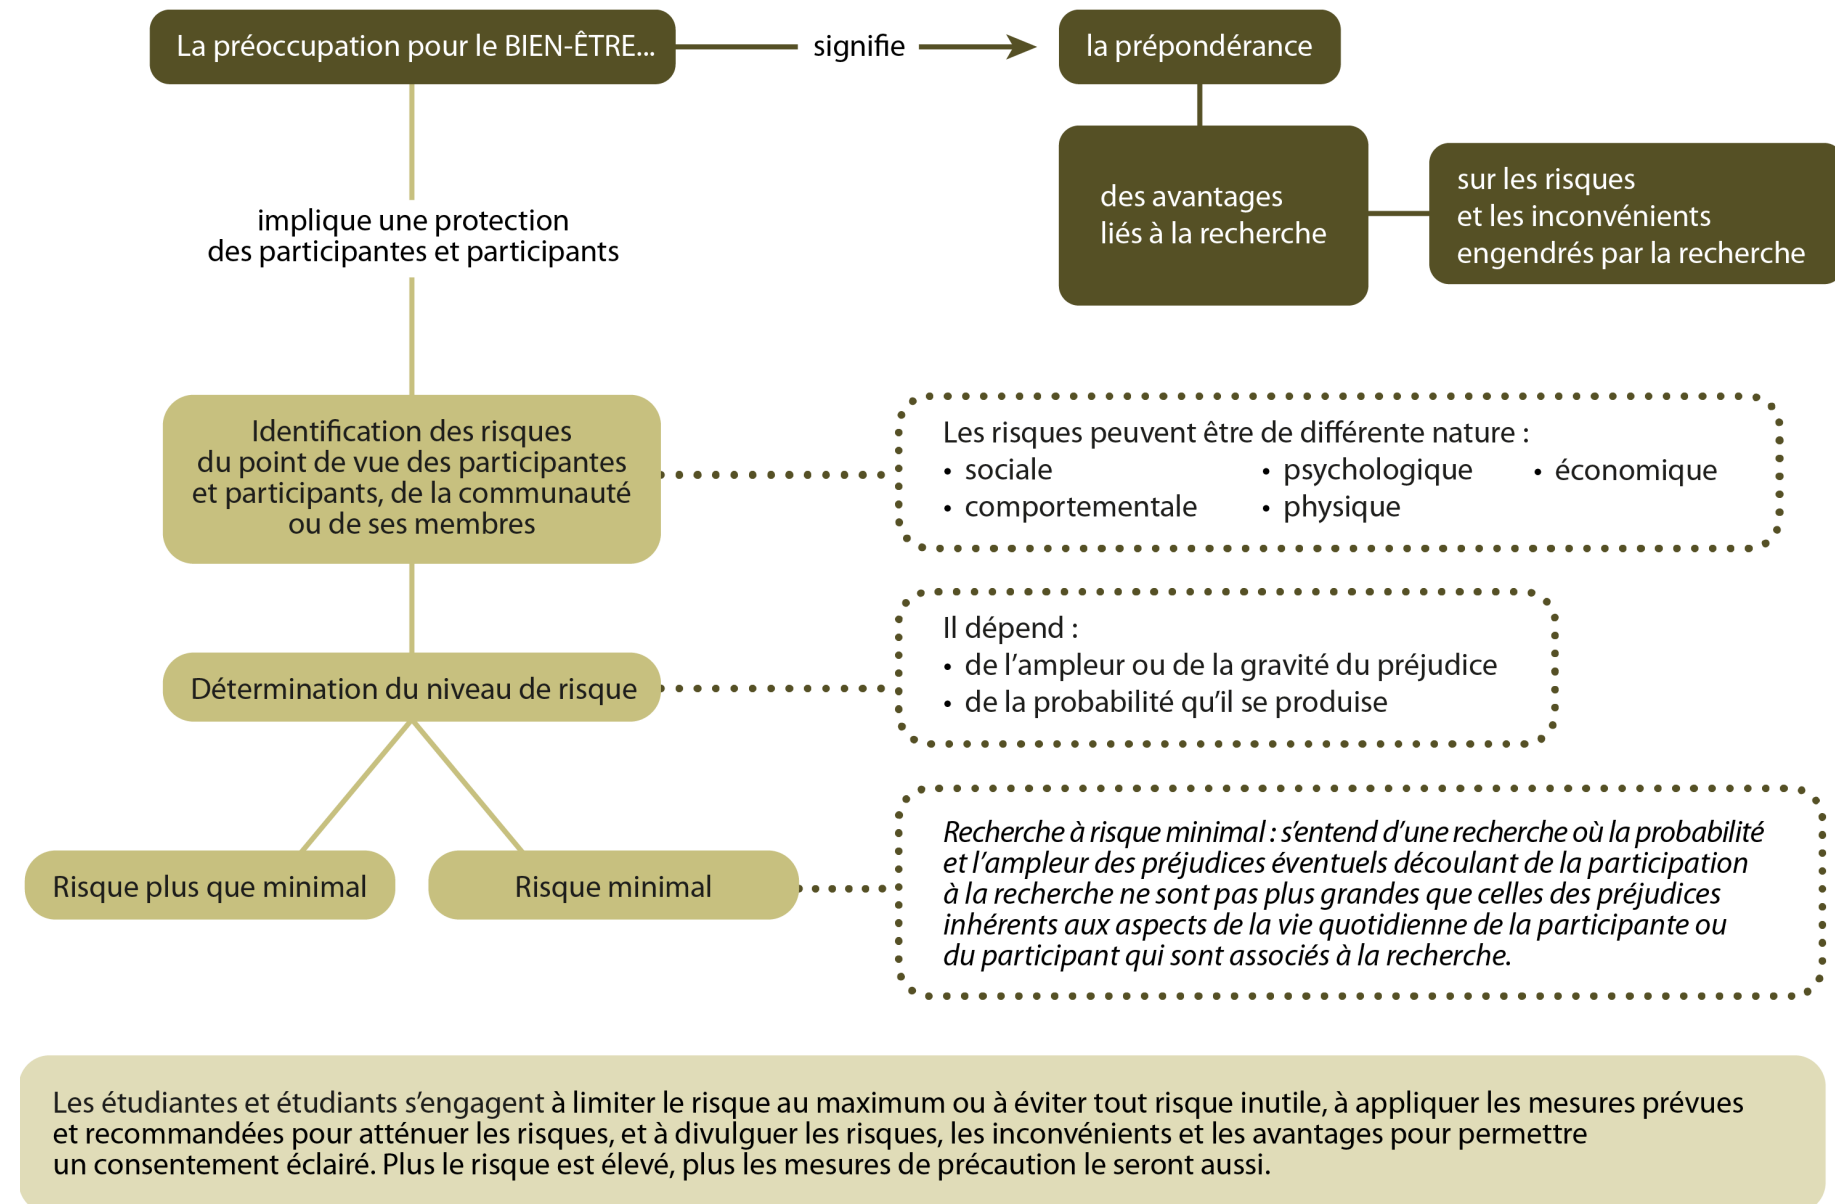 La préoccupation pour le BIEN-ÊTRE...
signifie
la prépondérance
des avantages
liés à la recherche
sur les risques
et les inconvénients
engendrés par la recherche
implique une protection
des participantes et participants
Identification des risques
du point de vue des participantes
et participants, de la communauté
ou de ses membres
Les risques peuvent être de différente nature :
• sociale • psychologique • économique
• comportementale • physique
Détermination du niveau de risque
Il dépend :
• de l’ampleur ou de la gravité du préjudice
• de la probabilité qu’il se produise
Risque plus que minimal
Risque minimal
Recherche à risque minimal : s’entend d’une recherche où la probabilité
et l’ampleur des préjudices éventuels découlant de la participation
à la recherche ne sont pas plus grandes que celles des préjudices
inhérents aux aspects de la vie quotidienne de la participante ou
du participant qui sont associés à la recherche.
Les étudiantes et étudiants s’engagent à limiter le risque au maximum ou à éviter tout risque inutile, à appliquer les mesures prévues
et recommandées pour atténuer les risques, et à divulguer les risques, les inconvénients et les avantages pour permettre
un consentement éclairé. Plus le risque est élevé, plus les mesures de précaution le seront aussi.